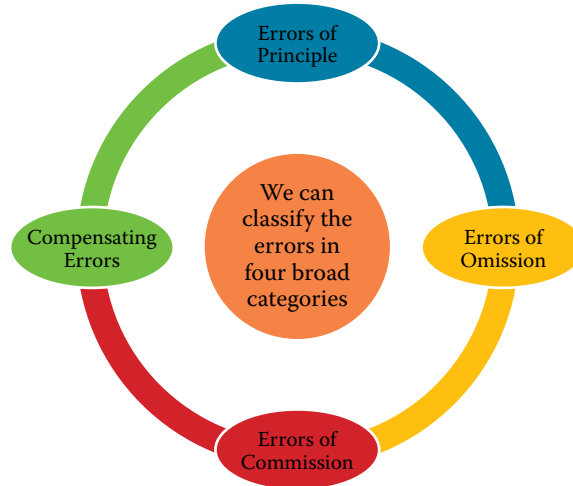 Errors of
Principle
We can
classify the
errors in
four broad
categories
Compensating
Errors
Errors of
Omission
Errors of
Commission